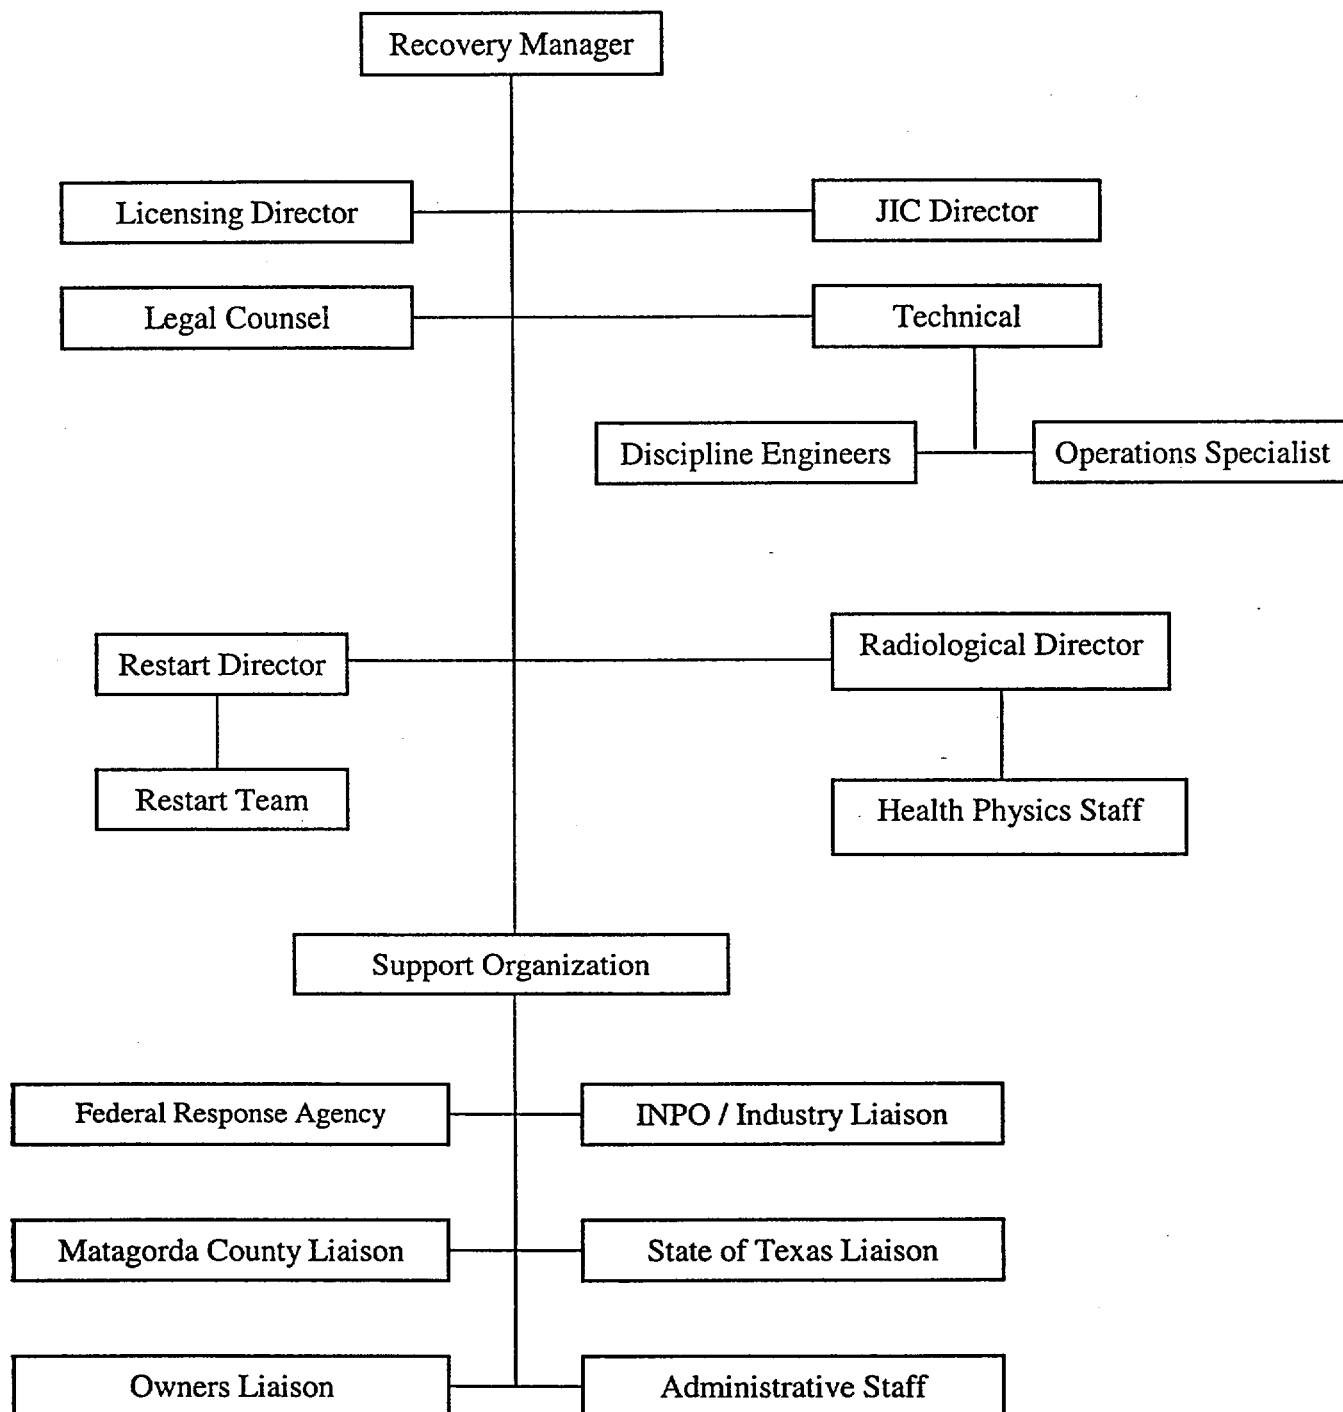 Recovery Manager
Licensing Director
JIC Director
Legal Counsel
Technical
Discipline Engineers
Operations Specialist
Restart Director
Radiological Director
Restart Team
Health Physics Staff
Support Organization
Federal Response Agency
INPO / Industry Liaison
Matagorda County Liaison
State of Texas Liaison
Owners Liaison
Administrative Staff